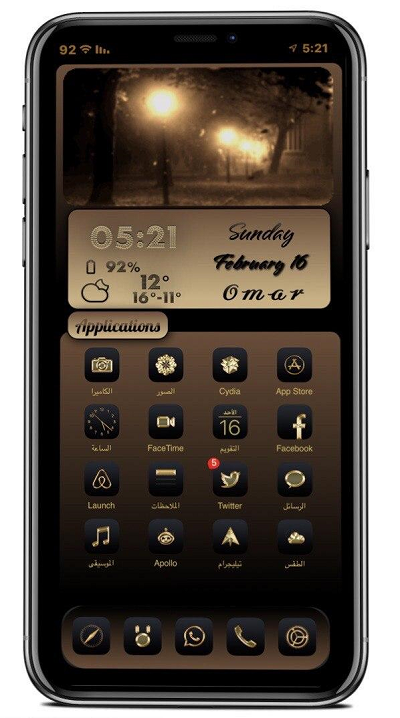 92 5:21
05:21 Sunday
92% February 16
12°
16°-11° Omar
Applications
الكاميرا الصور Cydia App Store
الأحد
16
الساعة FaceTime التقويم Facebook
5
Launch الملاحظات Twitter الرسائل
الموسيقى Apollo تيليجرام الطقس